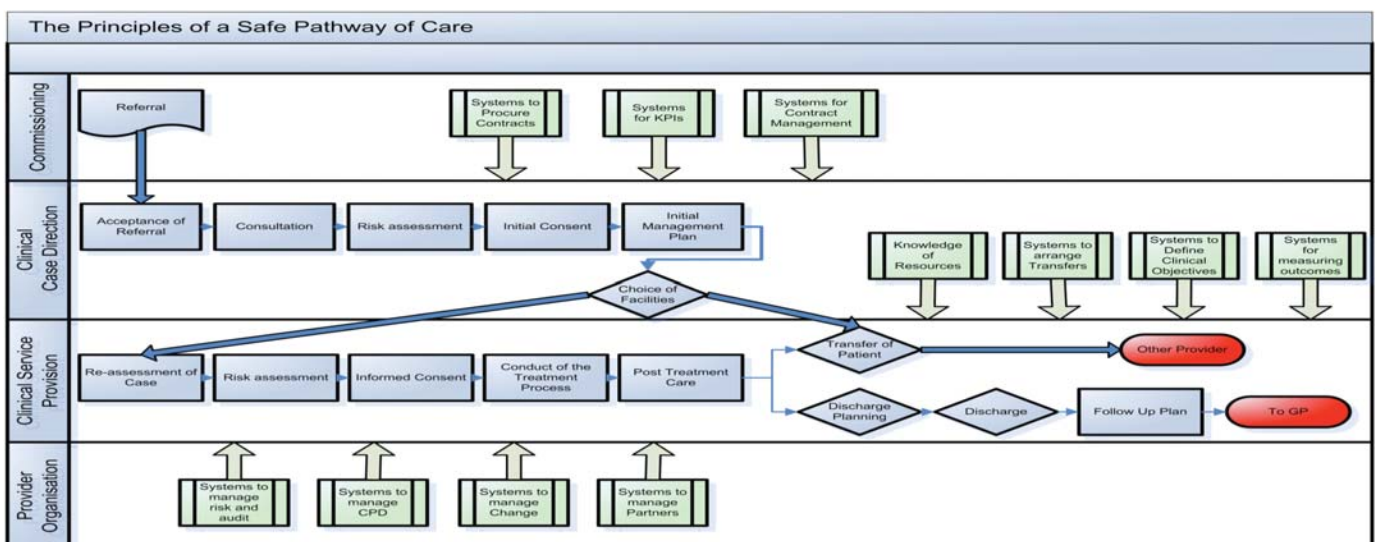 The Principles of a Safe Pathway of Care
Commissioning
Referral
Systems to
Procure
Contracts
Systems
for KPIs
Systems for
Contract
Management
Clinical
Case Direction
Acceptance of
Referral
Consultation
Risk assessment
Initial Consent
Initial
Management
Plan
Choice of
Facilities
Knowledge
of
Resources
Systems to
arrange
Transfers
Systems to
Define
Clinical
Objectives
Systems
for
measuring
outcomes
Clinical Service
Provision
Re-assessment of
Case
Risk assessment
Informed Consent
Conduct of the
Treatment
Process
Post Treatment
Care
Transfer of
Patient
Other Provider
Discharge
Planning
Discharge
Follow Up Plan
To GP
Provider
Organisation
Systems to
manage
risk and
audit
Systems to
manage
CPD
Systems to
manage
Change
Systems to
manage
Partners